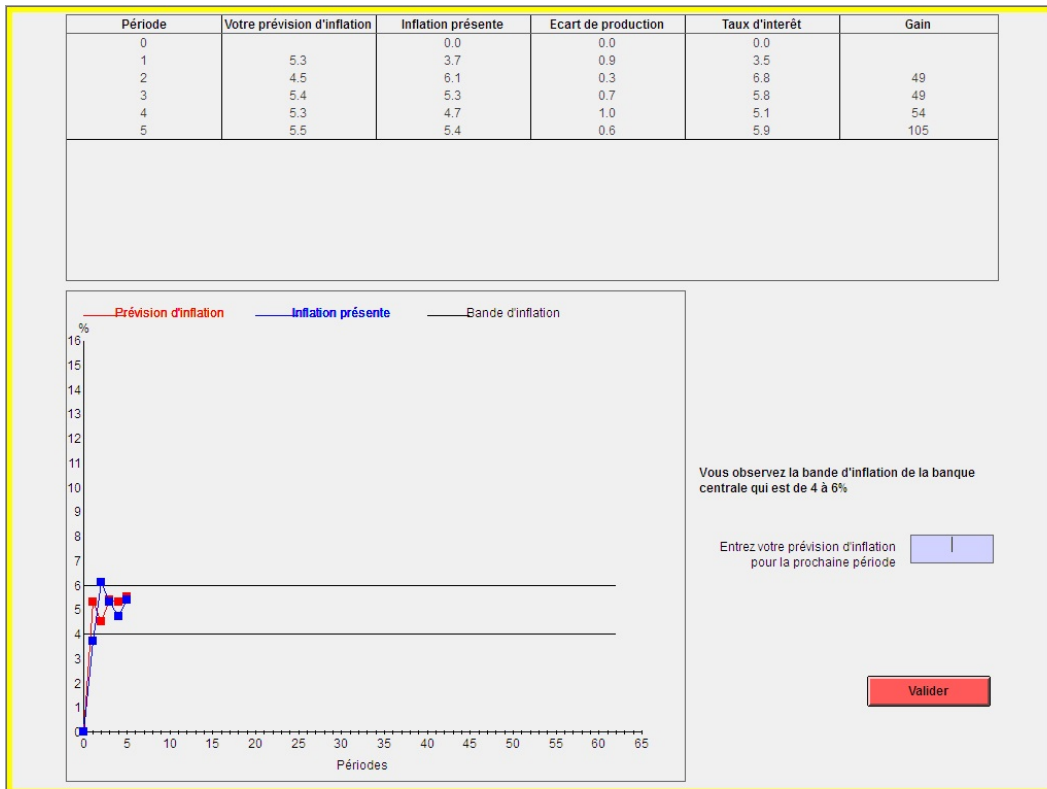 Période Votre prévision d'inflation Inflation présente Ecart de production Taux d'interêt Gain
0 0.0 0.0 0.0
1 5.3 3.7 0.9 3.5
2 4.5 6.1 0.3 6.8 49
3 5.4 5.3 0.7 5.8 49
4 5.3 4.7 1.0 5.1 54
5 5.5 5.4 0.6 5.9 105
Prévision d'inflation Inflation présente Bande d'inflation
%
16
15
14
13
12
11
10
9
8
7
6
5
4
3
2
1
0
0 5 10 15 20 25 30 35 40 45 50 55 60 65
Périodes
Vous observez la bande d'inflation de la banque
centrale qui est de 4 à 6%
Entrez votre prévision d'inflation
pour la prochaine période
Valider